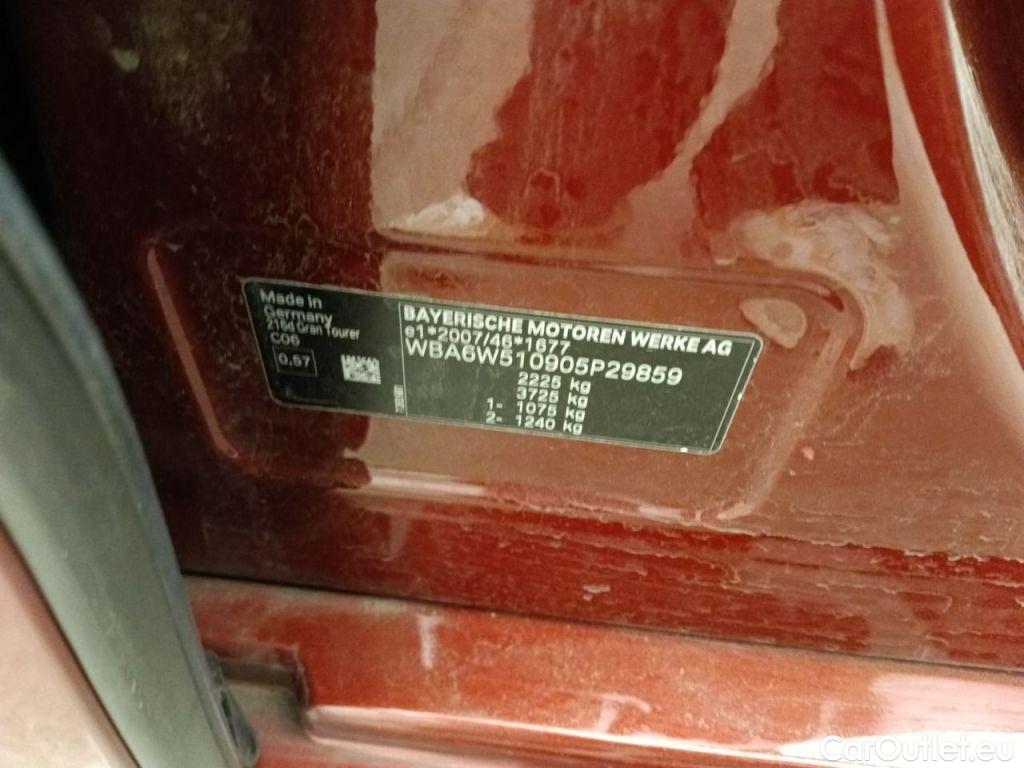 Made in
Germany
216d Gran Tourer
C06
0,57
BAYERISCHE MOTOREN WERKE AG
e1*2007/46*1677
WBA6W510905P29859
2225 kg
3725 kg
1- 1075 kg
2- 1240 kg
CarOutlet.eu